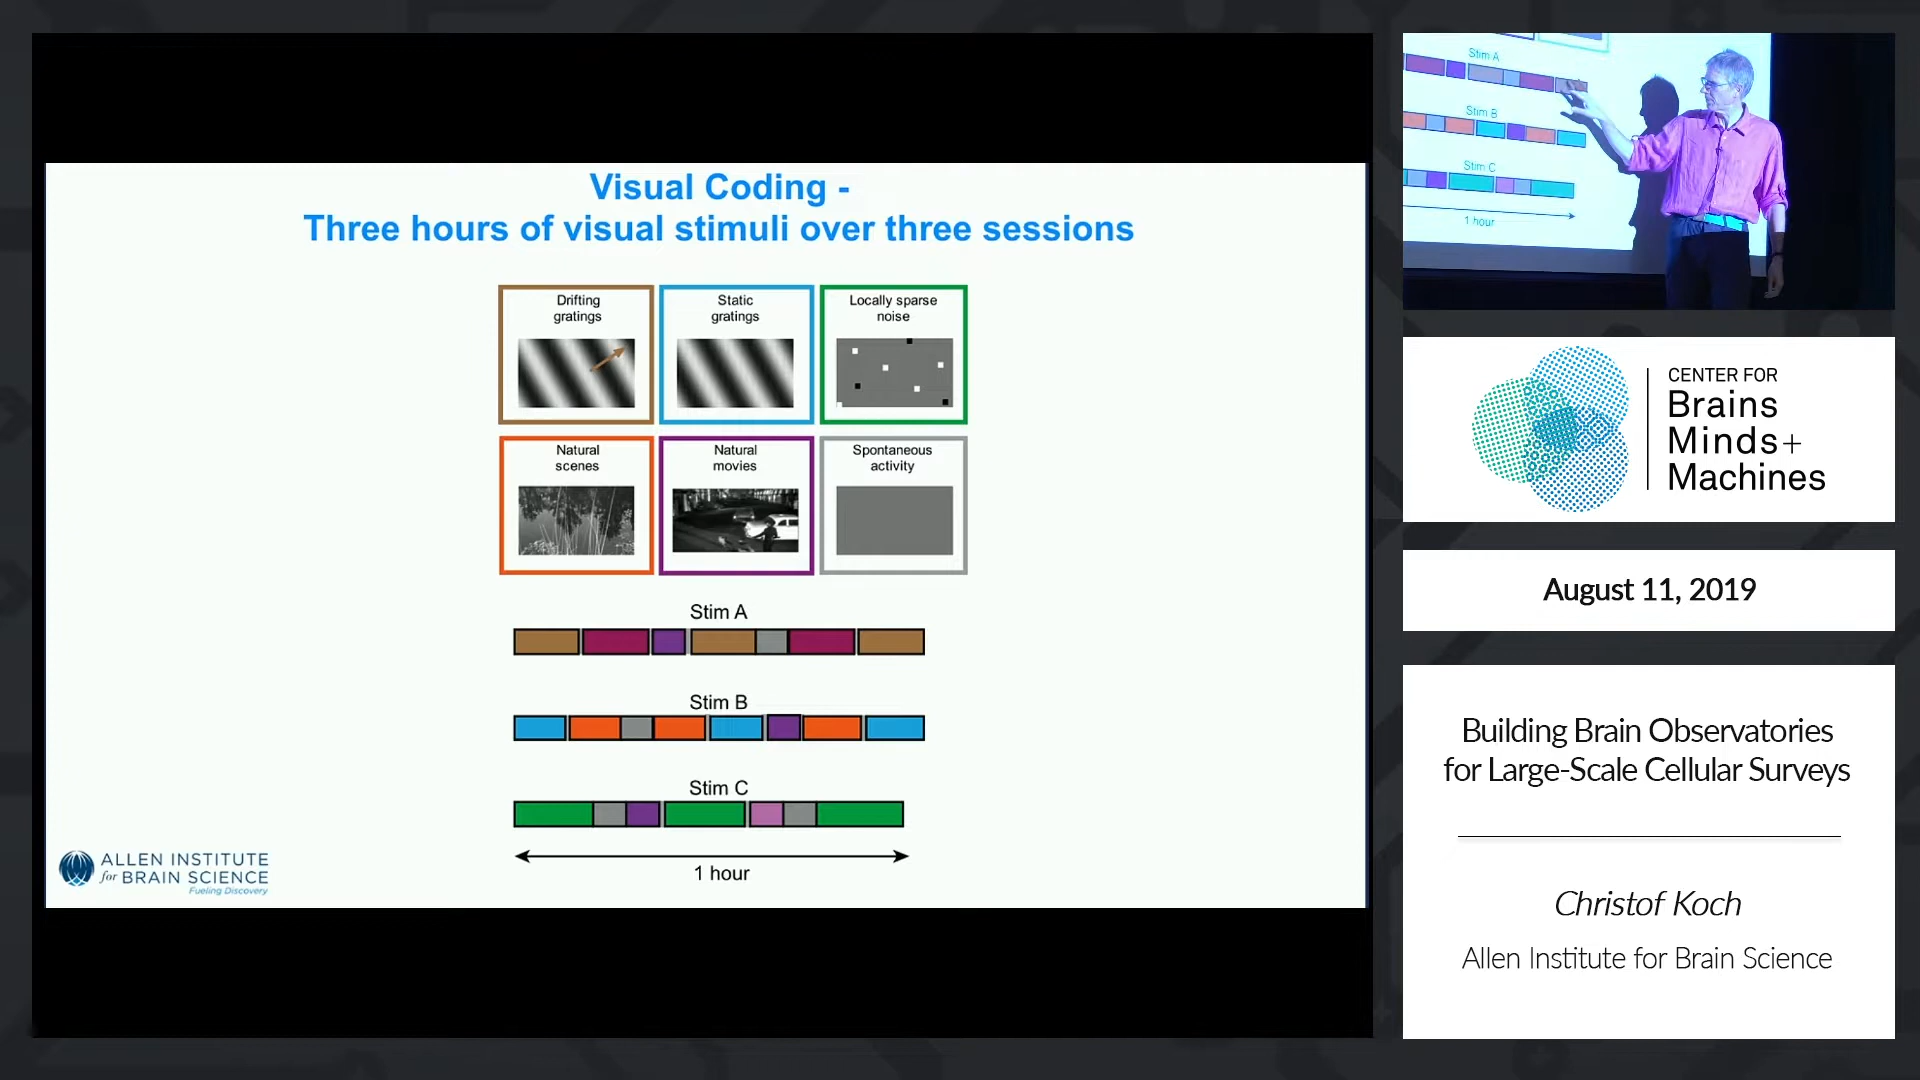 Visual Coding -
Three hours of visual stimuli over three sessions
Drifting
gratings
Static
gratings
Locally sparse
noise
Natural
scenes
Natural
movies
Spontaneous
activity
Stim A
Stim B
Stim C
1 hour
ALLEN INSTITUTE
for BRAIN SCIENCE
Fueling Discovery
Stim A
Stim B
Stim C
1 hour
CENTER FOR
Brains
Minds+
Machines
August 11, 2019
Building Brain Observatories
for Large-Scale Cellular Surveys
Christof Koch
Allen Institute for Brain Science